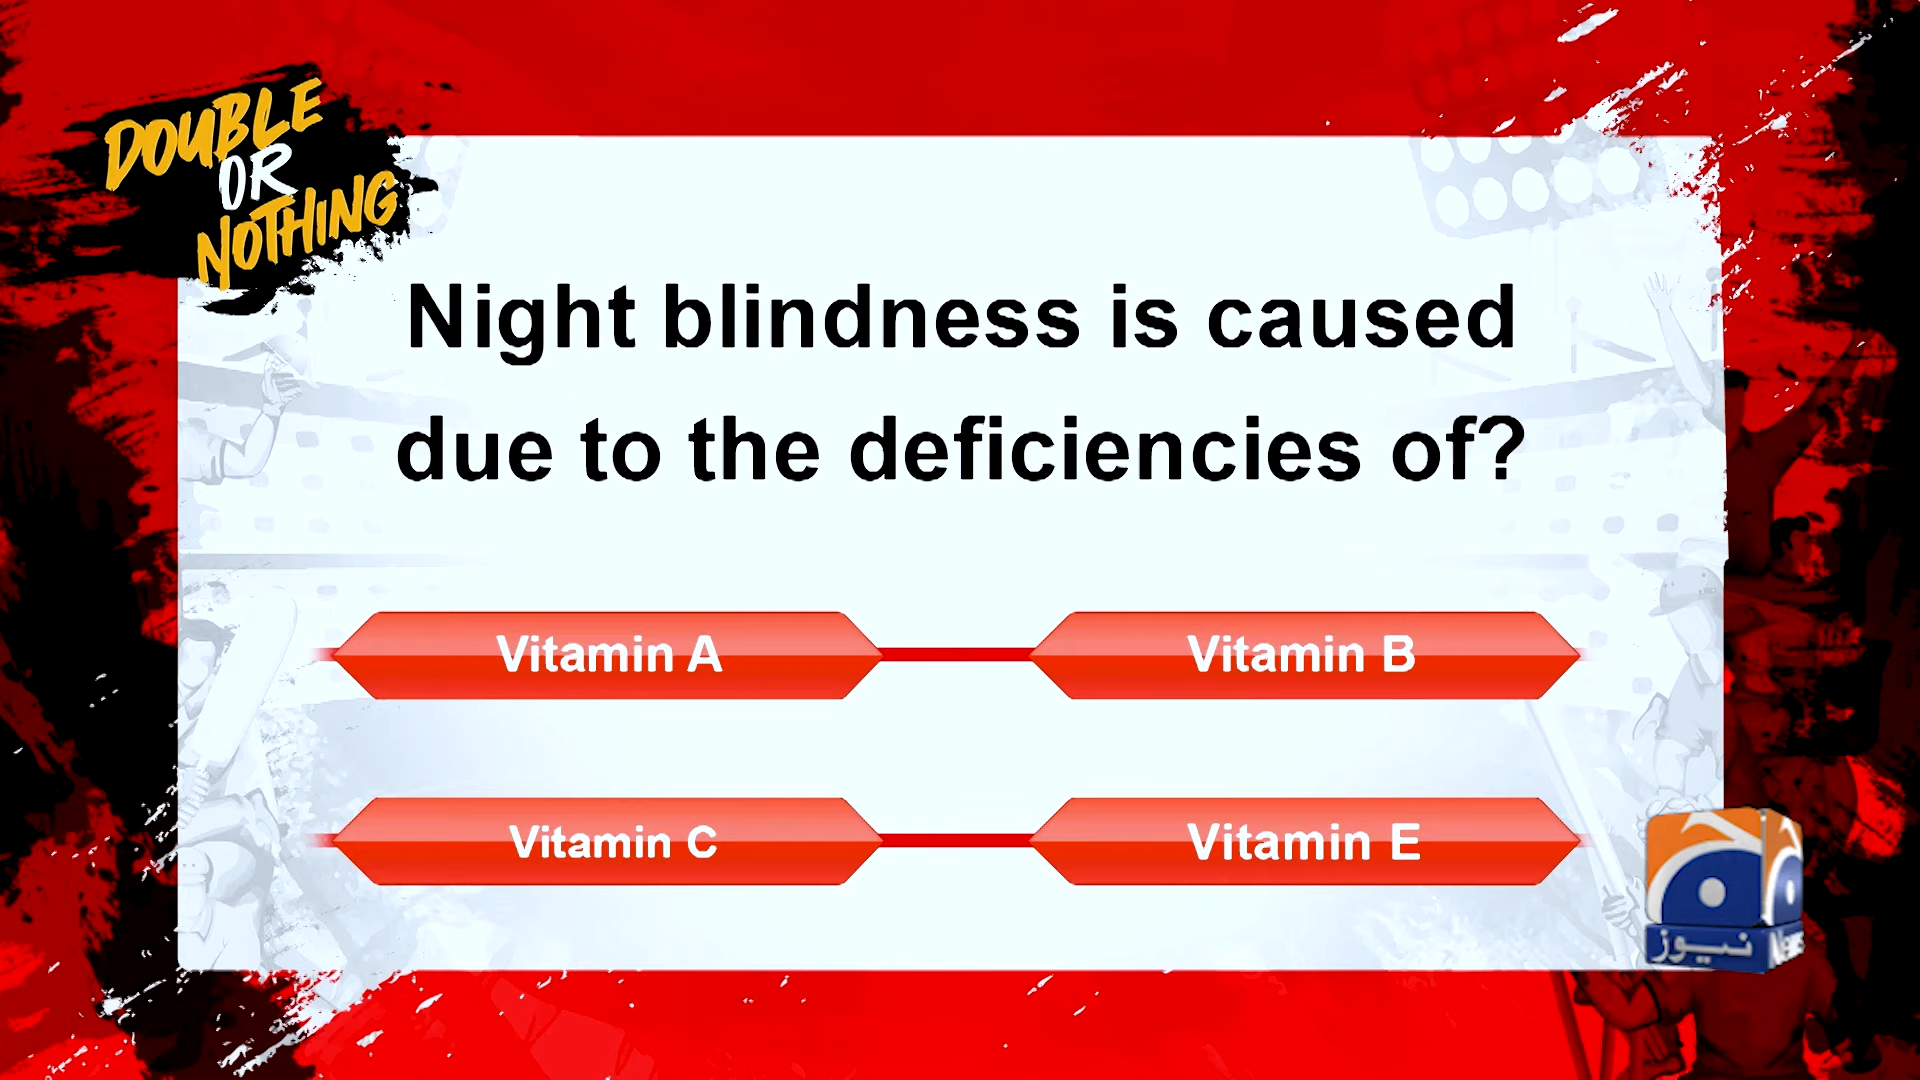 DOUBLE
OR
NOTHING
Night blindness is caused
due to the deficiencies of?
Vitamin A
Vitamin B
Vitamin C
Vitamin E
نیوز News